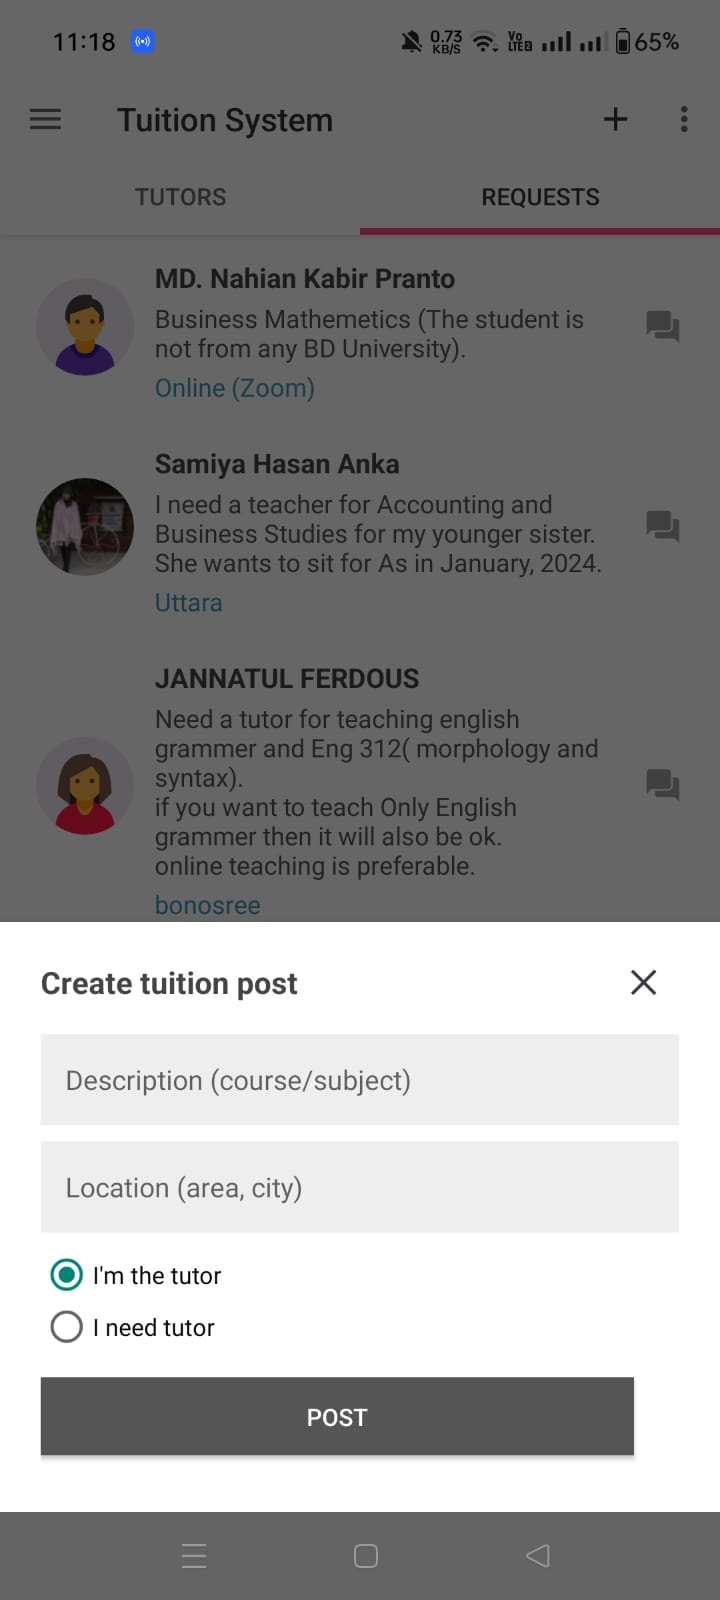 11:18
0.73
KB/S
Vo
LTE2
65%
Tuition System
TUTORS
REQUESTS
MD. Nahian Kabir Pranto
Business Mathemetics (The student is
not from any BD University).
Online (Zoom)
Samiya Hasan Anka
I need a teacher for Accounting and
Business Studies for my younger sister.
She wants to sit for As in January, 2024.
Uttara
JANNATUL FERDOUS
Need a tutor for teaching english
grammer and Eng 312( morphology and
syntax).
if you want to teach Only English
grammer then it will also be ok.
online teaching is preferable.
bonosree
Create tuition post
Description (course/subject)
Location (area, city)
I'm the tutor
I need tutor
POST